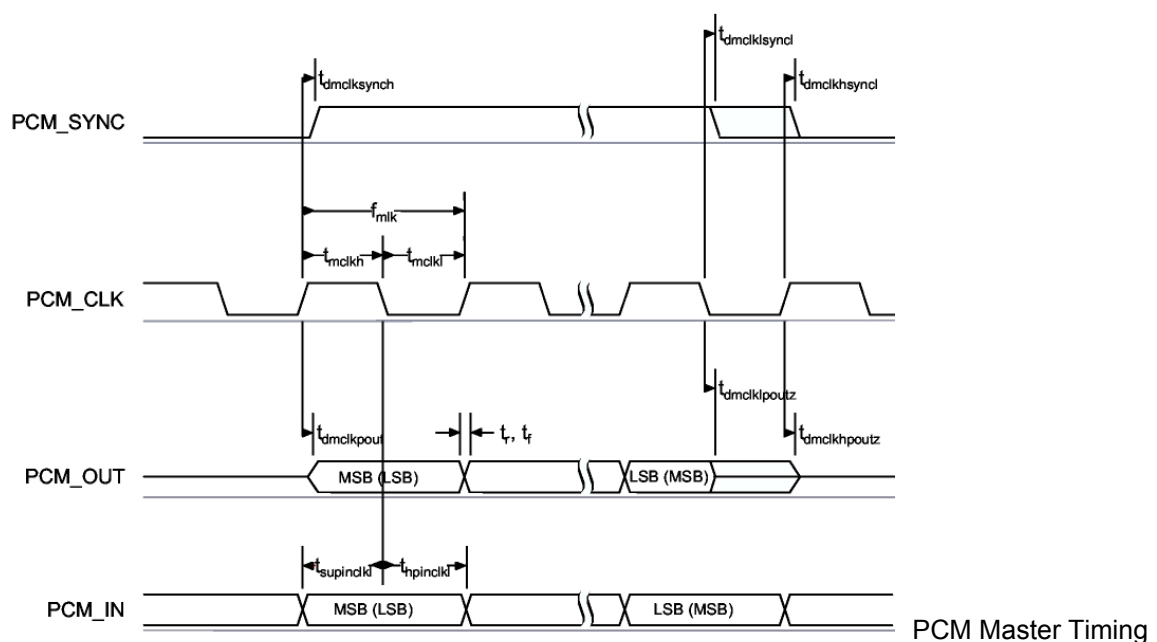 t_dmclklsyncl
t_dmclksynch
t_dmclkhsyncl
PCM_SYNC
f_mlk
t_mclkh
t_mclkl
PCM_CLK
t_dmclklpoutz
t_dmclkpout
t_r, t_f
t_dmclkhpoutz
PCM_OUT
MSB (LSB)
LSB (MSB)
t_supinclkl
t_hpinclkl
PCM_IN
MSB (LSB)
LSB (MSB)
PCM Master Timing